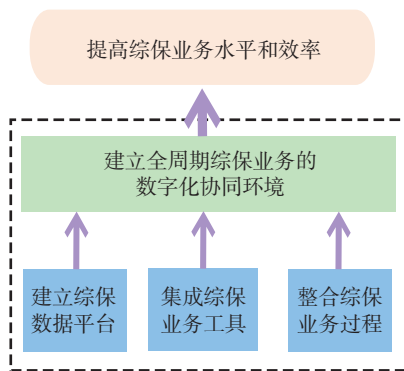 提高综保业务水平和效率
建立全周期综保业务的
数字化协同环境
建立综保
数据平台
集成综保
业务工具
整合综保
业务过程